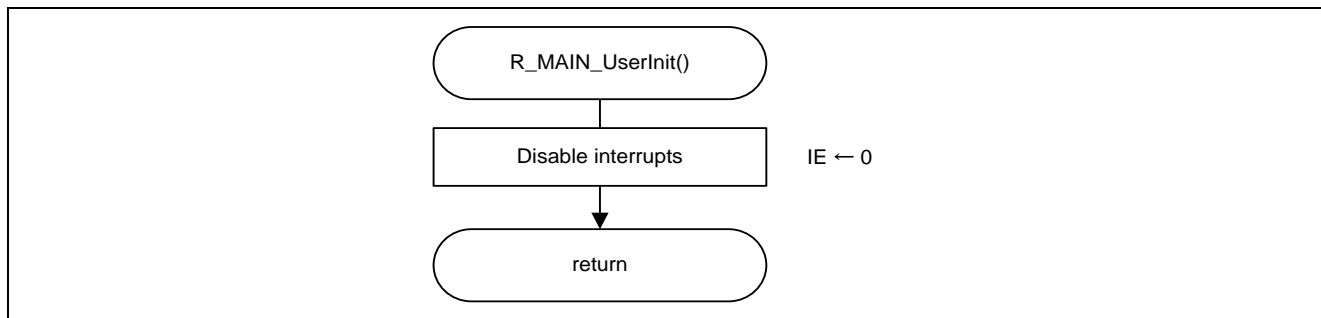 R_MAIN_UserInit()
Disable interrupts
IE ← 0
return